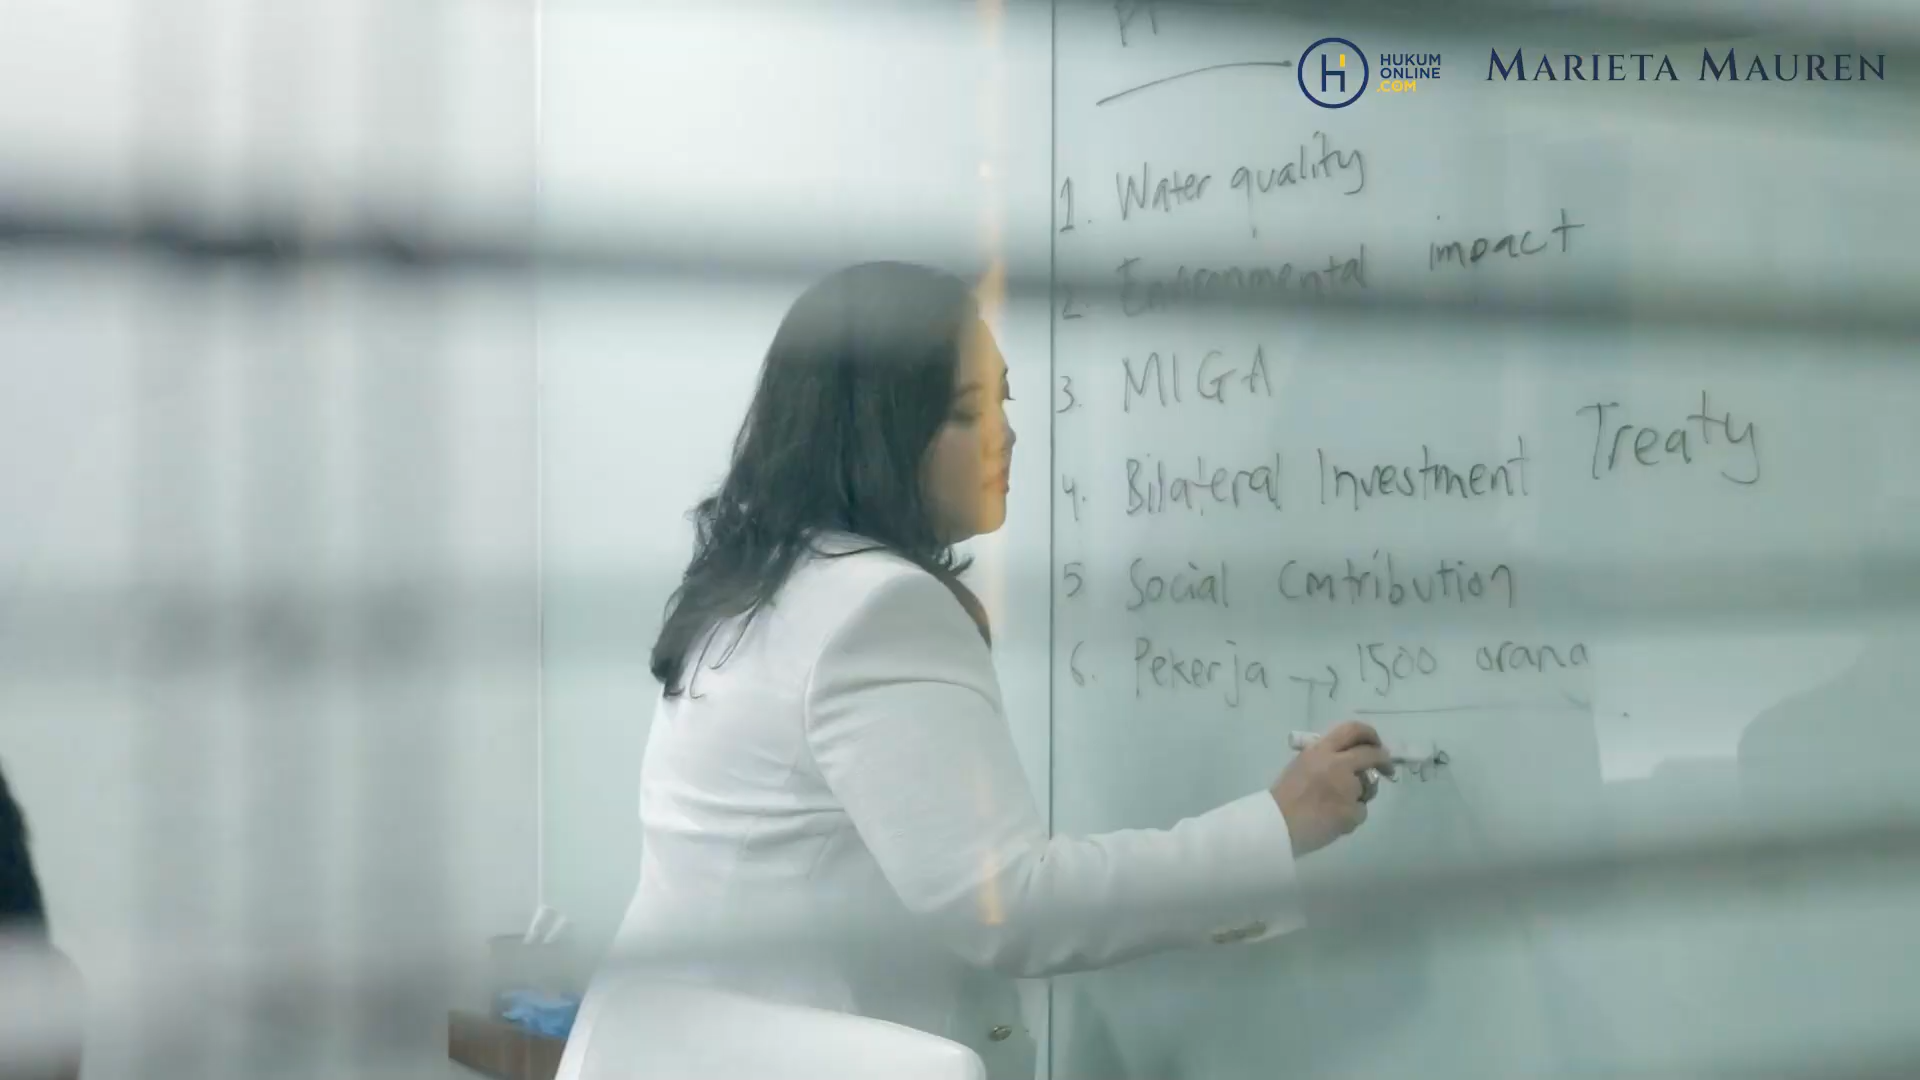 PT
HUKUM
ONLINE
.COM
MARIETA MAUREN
1. Water quality
2. Environmental impact
3. MIGA
4. Bilateral Investment Treaty
5 Social Contribution
6. Pekerja → 1500 orang